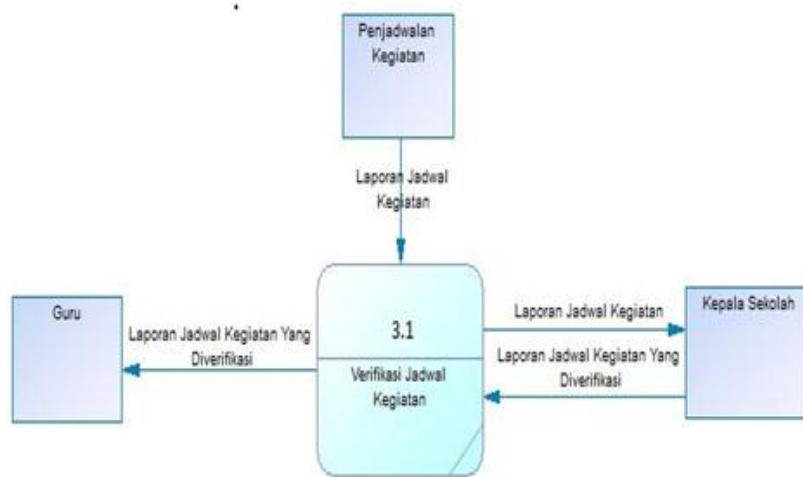 Penjadwalan
Kegiatan
Laporan Jadwal
Kegiatan
Guru
Laporan Jadwal Kegiatan Yang
Diverifikasi
3.1
Verifikasi Jadwal
Kegiatan
Laporan Jadwal Kegiatan
Laporan Jadwal Kegiatan Yang
Diverifikasi
Kepala Sekolah